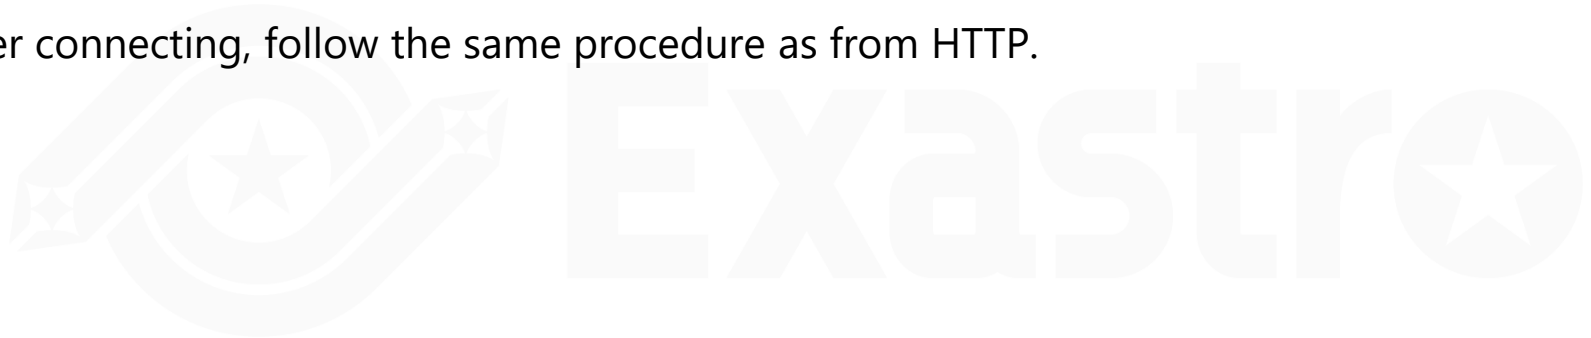 er connecting, follow the same procedure as from HTTP.
Exastro